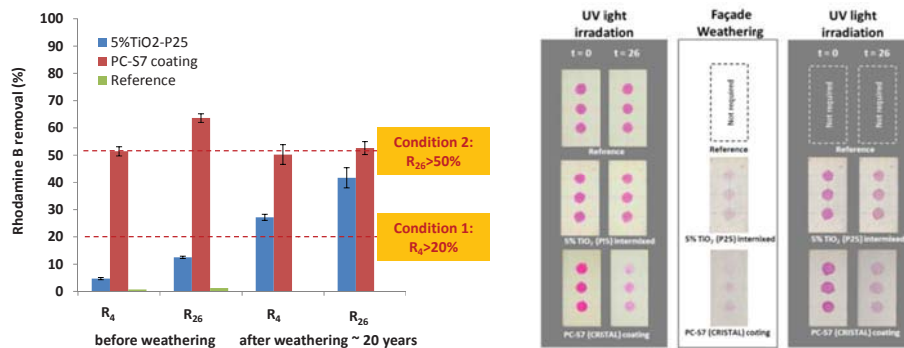 100
90
80
70
60
50
40
30
20
10
0
Rhodamine B removal (%)
5%TiO2-P25
PC-S7 coating
Reference
Condition 2:
R26>50%
Condition 1:
R4>20%
R4
R26
R4
R26
before weathering
after weathering ~ 20 years
UV ight
irradiation
t = 0
t = 26
Reference
5% TiO2 (PIS) intermixed
PC-S7 (CRISTAL) coating
Façade
Weathering
Not required
Reference
5% TiO2 (P25) intermixed
PC-S7 (CRISTAL) coting
UV light
irradiation
t = 0
t = 26
Not required
Not required
Reference
5% TiO2 (P25) intermixed
PC-S7 (CRISTAL) coating